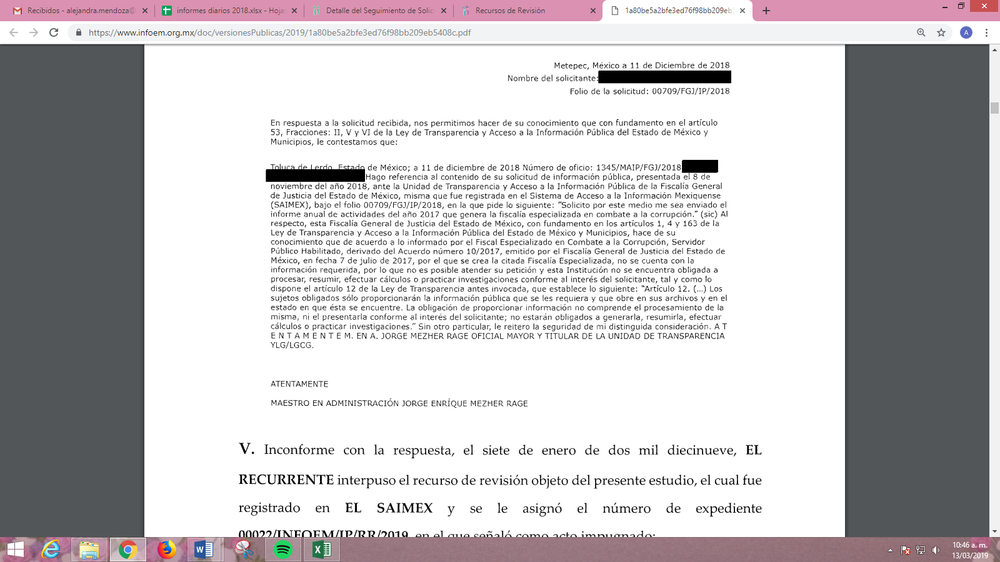 Recibidos - alejandra.mendoza@
informes diarios 2018.xlsx - Hoja
Detalle del Seguimiento de Solic
Recursos de Revisión
1a80be5a2bfe3ed76f98bb209eb5
https://www.infoem.org.mx/doc/versionesPublicas/2019/1a80be5a2bfe3ed76f98bb209eb5408c.pdf
A
Metepec, México a 11 de Diciembre de 2018
Nombre del solicitante:
Folio de la solicitud: 00709/FGJ/IP/2018
En respuesta a la solicitud recibida, nos permitimos hacer de su conocimiento que con fundamento en el artículo
53, Fracciones: II, V y VI de la Ley de Transparencia y Acceso a la Información Pública del Estado de México y
Municipios, le contestamos que:
Toluca de Lerdo, Estado de México; a 11 de diciembre de 2018 Número de oficio: 1345/MAIP/FGJ/2018
Hago referencia al contenido de su solicitud de información pública, presentada el 8 de
noviembre del año 2018, ante la Unidad de Transparencia y Acceso a la Información Pública de la Fiscalía General
de Justicia del Estado de México, misma que fue registrada en el Sistema de Acceso a la Información Mexiquense
(SAIMEX), bajo el folio 00709/FGJ/IP/2018, en la que pide lo siguiente: "Solicito por este medio me sea enviado el
informe anual de actividades del año 2017 que genera la fiscalía especializada en combate a la corrupción." (sic) Al
respecto, esta Fiscalía General de Justicia del Estado de México, con fundamento en los artículos 1, 4 y 163 de la
Ley de Transparencia y Acceso a la Información Pública del Estado de México y Municipios, hace de su
conocimiento que de acuerdo a lo informado por el Fiscal Especializado en Combate a la Corrupción, Servidor
Público Habilitado, derivado del Acuerdo número 10/2017, emitido por el Fiscalía General de Justicia del Estado de
México, en fecha 7 de julio de 2017, por el que se crea la citada Fiscalía Especializada, no se cuenta con la
información requerida, por lo que no es posible atender su petición y esta Institución no se encuentra obligada a
procesar, resumir, efectuar cálculos o practicar investigaciones conforme al interés del solicitante, tal y como lo
dispone el artículo 12 de la Ley de Transparencia antes invocada, que establece lo siguiente: "Artículo 12. (...) Los
sujetos obligados sólo proporcionarán la información pública que se les requiera y que obre en sus archivos y en el
estado en que ésta se encuentre. La obligación de proporcionar información no comprende el procesamiento de la
misma, ni el presentarla conforme al interés del solicitante; no estarán obligados a generarla, resumirla, efectuar
cálculos o practicar investigaciones." Sin otro particular, le reitero la seguridad de mi distinguida consideración. A T
E N T A M E N T E M. EN A. JORGE MEZHER RAGE OFICIAL MAYOR Y TITULAR DE LA UNIDAD DE TRANSPARENCIA
YLG/LGCG.
ATENTAMENTE
MAESTRO EN ADMINISTRACIÓN JORGE ENRÍQUE MEZHER RAGE
V. Inconforme con la respuesta, el siete de enero de dos mil diecinueve, EL
RECURRENTE interpuso el recurso de revisión objeto del presente estudio, el cual fue
registrado en EL SAIMEX y se le asignó el número de expediente
00022/INFOEM/IP/RR/2019, en el que señaló como acto impugnado:
10:46 a. m.
13/03/2019